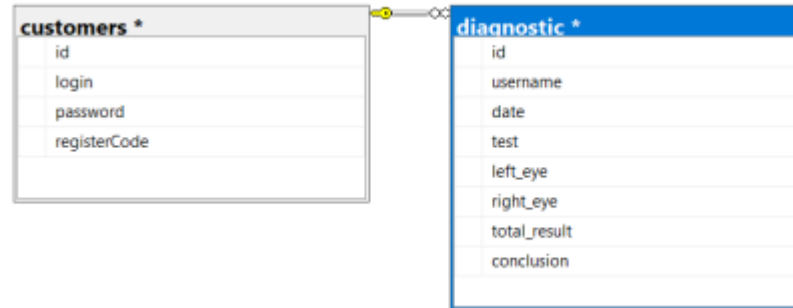 customers *
id
login
password
registerCode
diagnostic *
id
username
date
test
left_eye
right_eye
total_result
conclusion